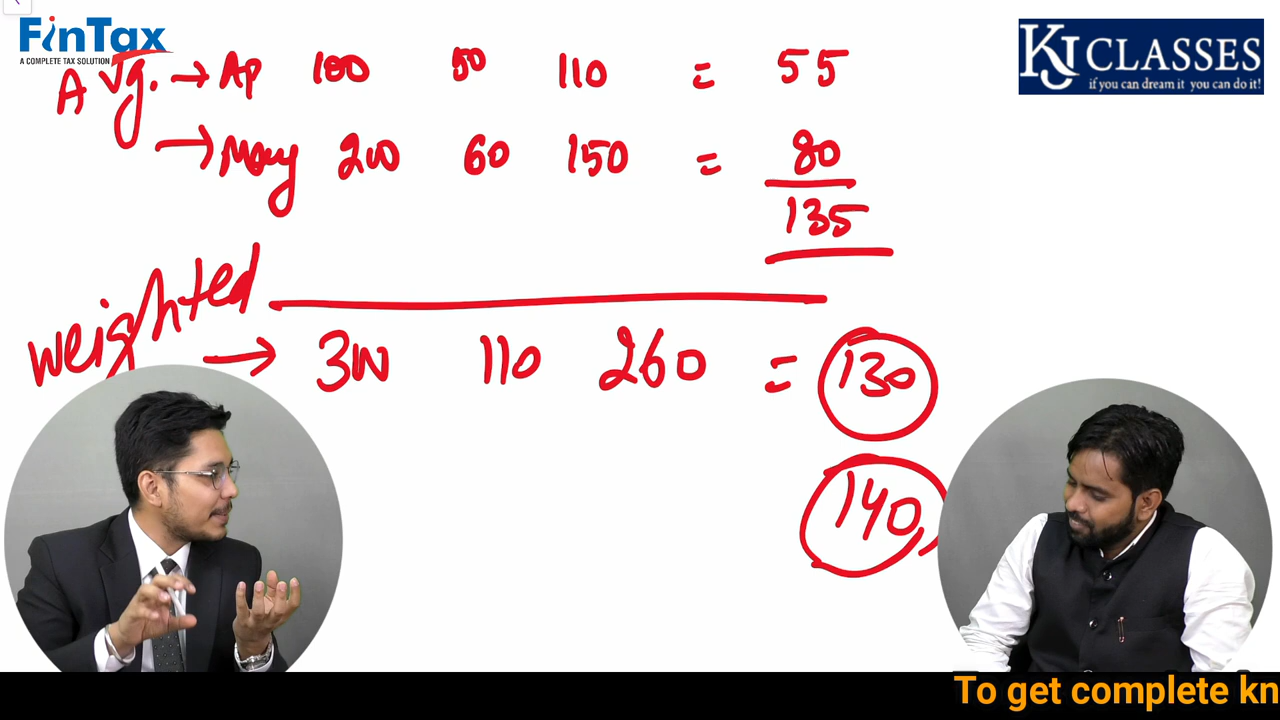 FinTax
A COMPLETE TAX SOLUTION
KJ CLASSES
if you can dream it you can do it!
Avg. → Ap 100 50 110 = 55
→ May 200 60 150 = 80
135
weighted
→ 300 110 260 = 130
140
To get complete kn